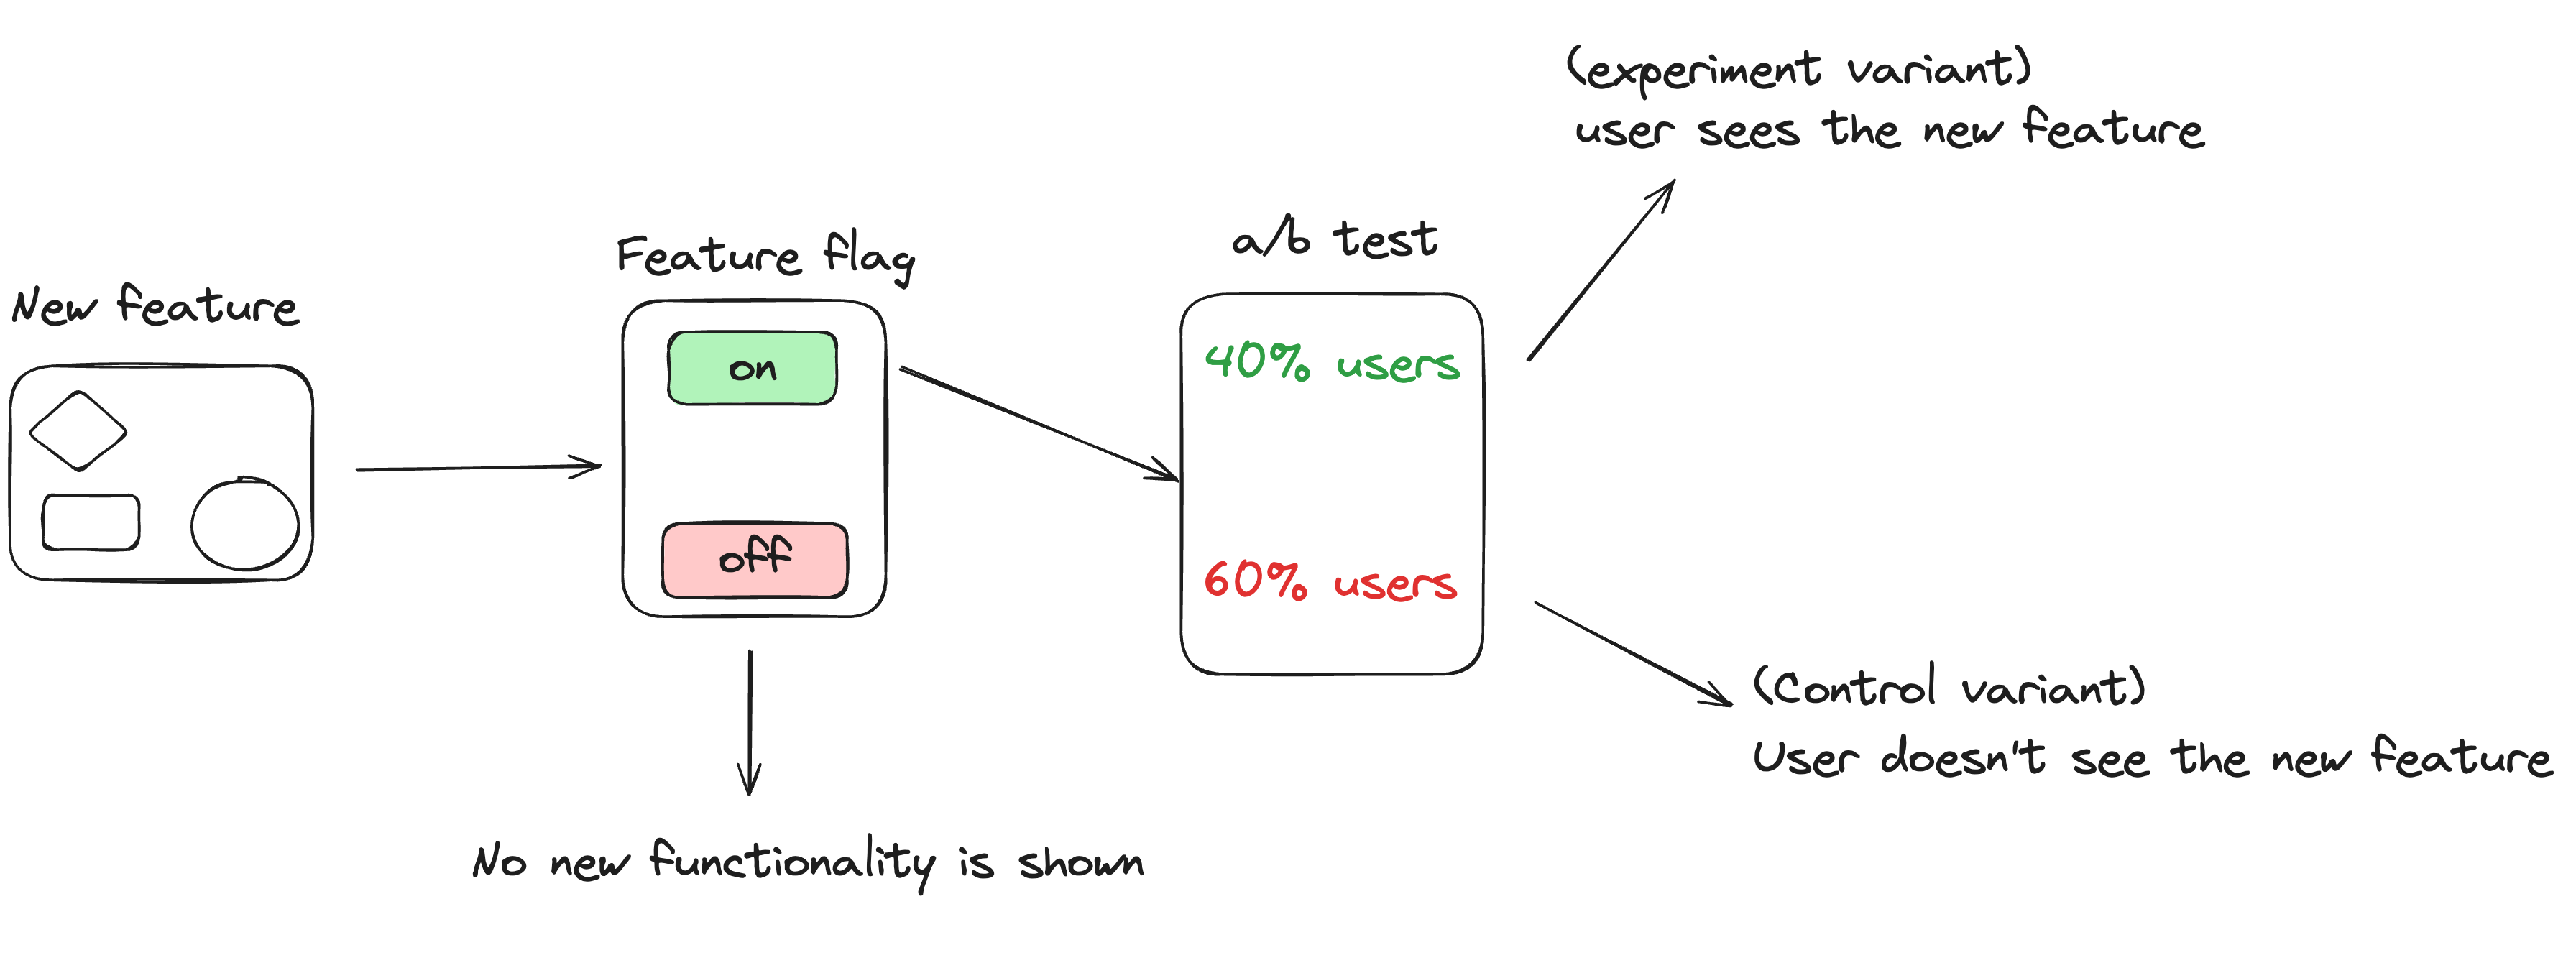 New feature
Feature flag
on
off
No new functionality is shown
a/b test
40% users
60% users
(experiment variant)
user sees the new feature
(Control variant)
User doesn't see the new feature